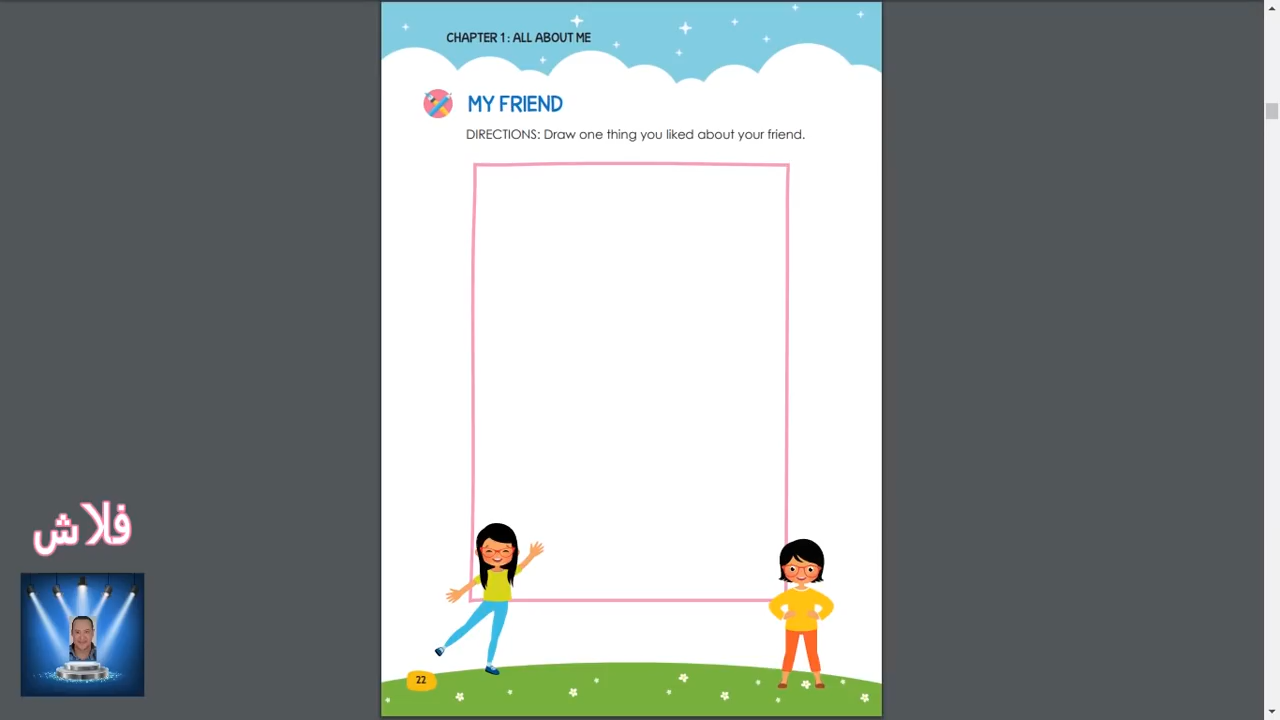 CHAPTER 1 : ALL ABOUT ME
MY FRIEND
DIRECTIONS: Draw one thing you liked about your friend.
فلاش
22